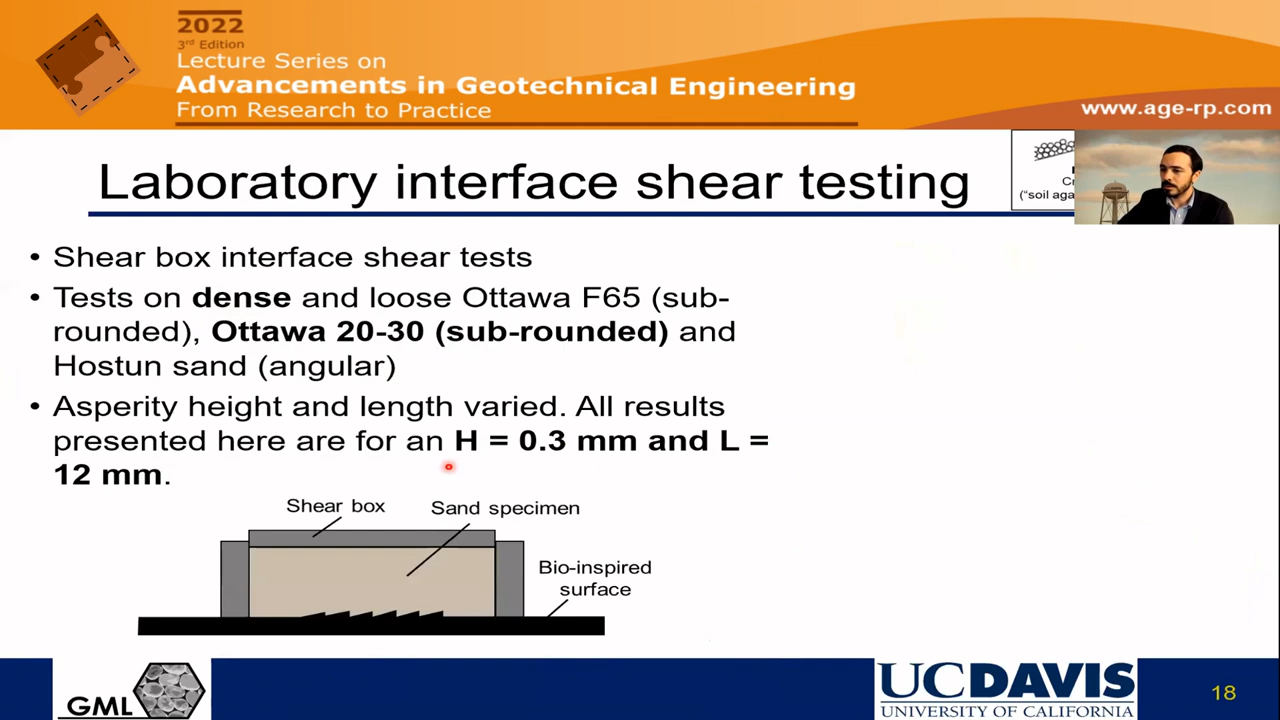 2022
3rd Edition
Lecture Series on
Advancements in Geotechnical Engineering
From Research to Practice
www.age-rp.com
Laboratory interface shear testing
("soil aga
• Shear box interface shear tests
• Tests on dense and loose Ottawa F65 (sub-
rounded), Ottawa 20-30 (sub-rounded) and
Hostun sand (angular)
• Asperity height and length varied. All results
presented here are for an H = 0.3 mm and L =
12 mm.
Shear box
Sand specimen
Bio-inspired
surface
GML
UCDAVIS
UNIVERSITY OF CALIFORNIA
18